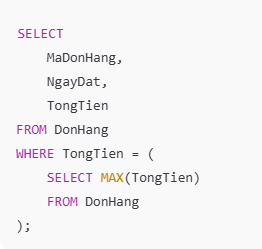 SELECT
    MaDonHang,
    NgayDat,
    TongTien
FROM DonHang
WHERE TongTien = (
    SELECT MAX(TongTien)
    FROM DonHang
);